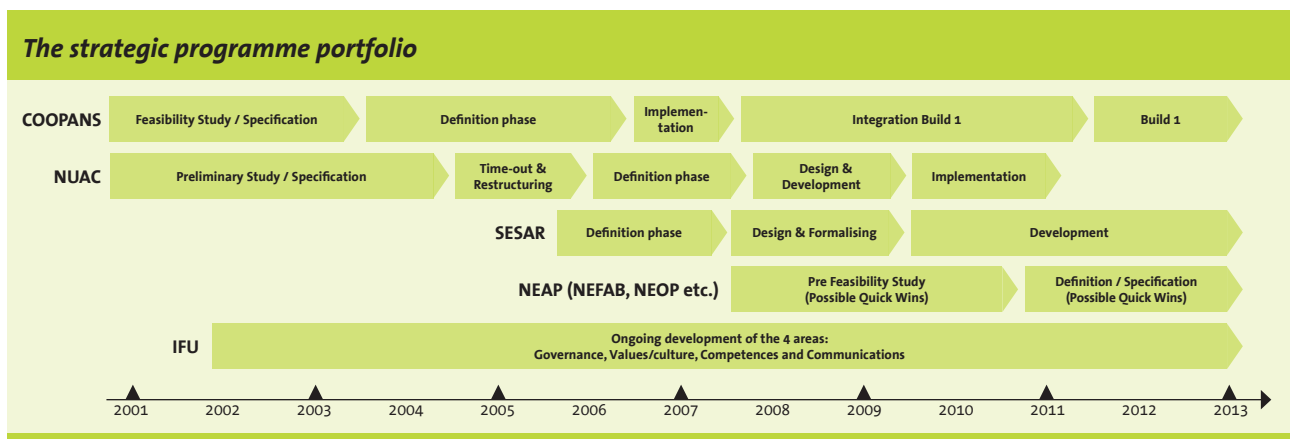 The strategic programme portfolio
COOPANS
Feasibility Study / Specification
Definition phase
Implemen-
tation
Integration Build 1
Build 1
NUAC
Preliminary Study / Specification
Time-out &
Restructuring
Definition phase
Design &
Development
Implementation
SESAR
Definition phase
Design & Formalising
Development
NEAP (NEFAB, NEOP etc.)
Pre Feasibility Study
(Possible Quick Wins)
Definition / Specification
(Possible Quick Wins)
IFU
Ongoing development of the 4 areas:
Governance, Values/culture, Competences and Communications
2001 2002 2003 2004 2005 2006 2007 2008 2009 2010 2011 2012 2013